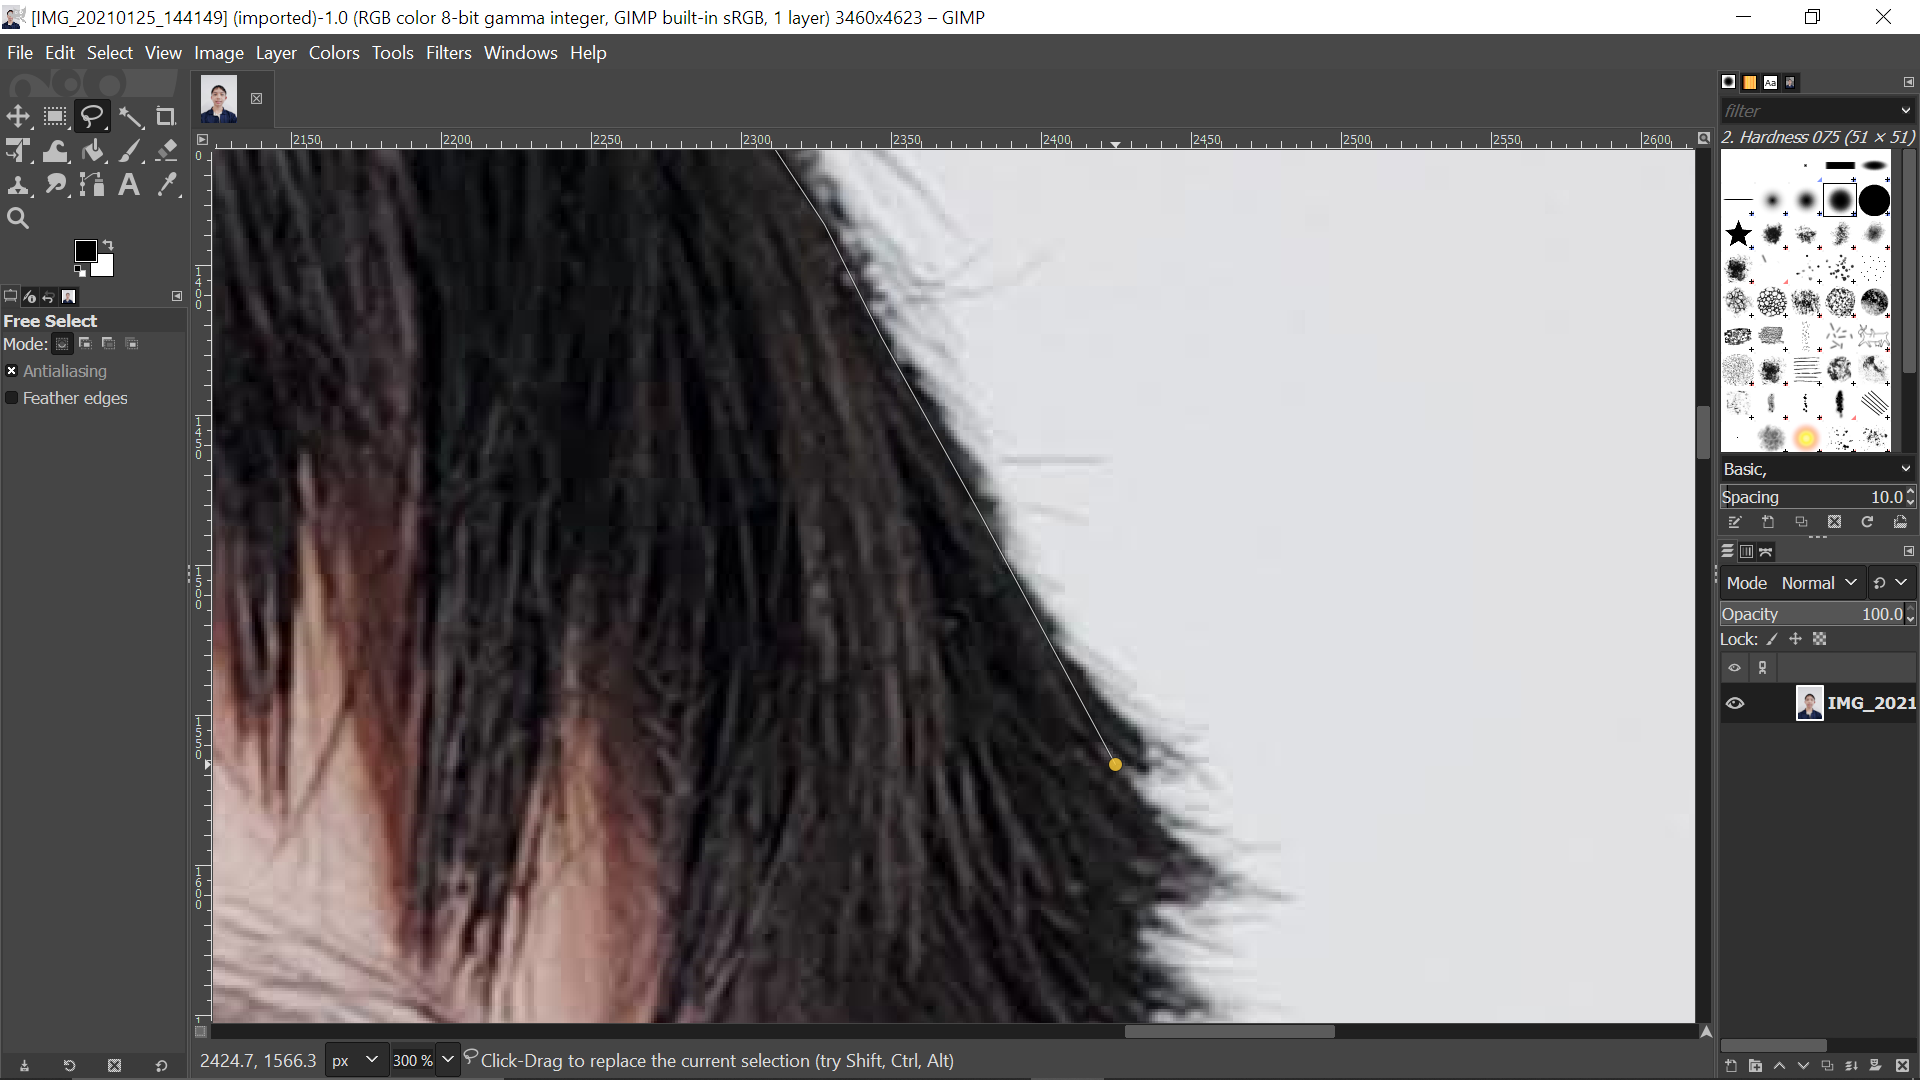 [IMG_20210125_144149] (imported)-1.0 (RGB color 8-bit gamma integer, GIMP built-in sRGB, 1 layer) 3460x4623 – GIMP
File Edit Select View Image Layer Colors Tools Filters Windows Help
Aa
filter
2. Hardness 075 (51 × 51)
2150 2200 2250 2300 2350 2400 2450 2500 2550 2600
0
1400
1450
1500
1550
1600
1
A
Free Select
Mode:
Antialiasing
Feather edges
Basic,
Spacing 10.0
Mode Normal
Opacity 100.0
Lock:
IMG_2021
2424.7, 1566.3 px 300 % Click-Drag to replace the current selection (try Shift, Ctrl, Alt)